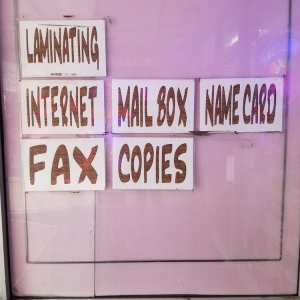 LAMINATING
INTERNET MAIL BOX NAME CARD
FAX COPIES